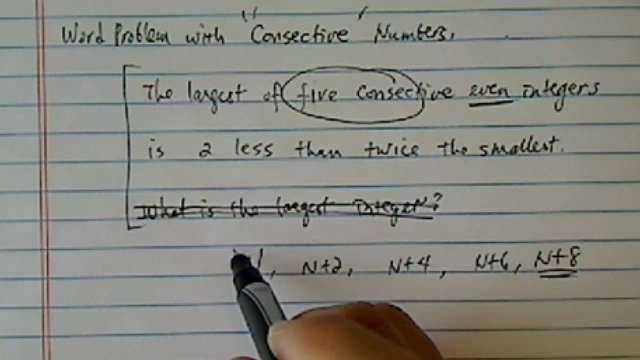 Word Problem with "Consective" Numbers.
The largest of five Consective even integers
is 2 less than twice the smallest.
What is the largest integer?
N, N+2, N+4, N+6, N+8